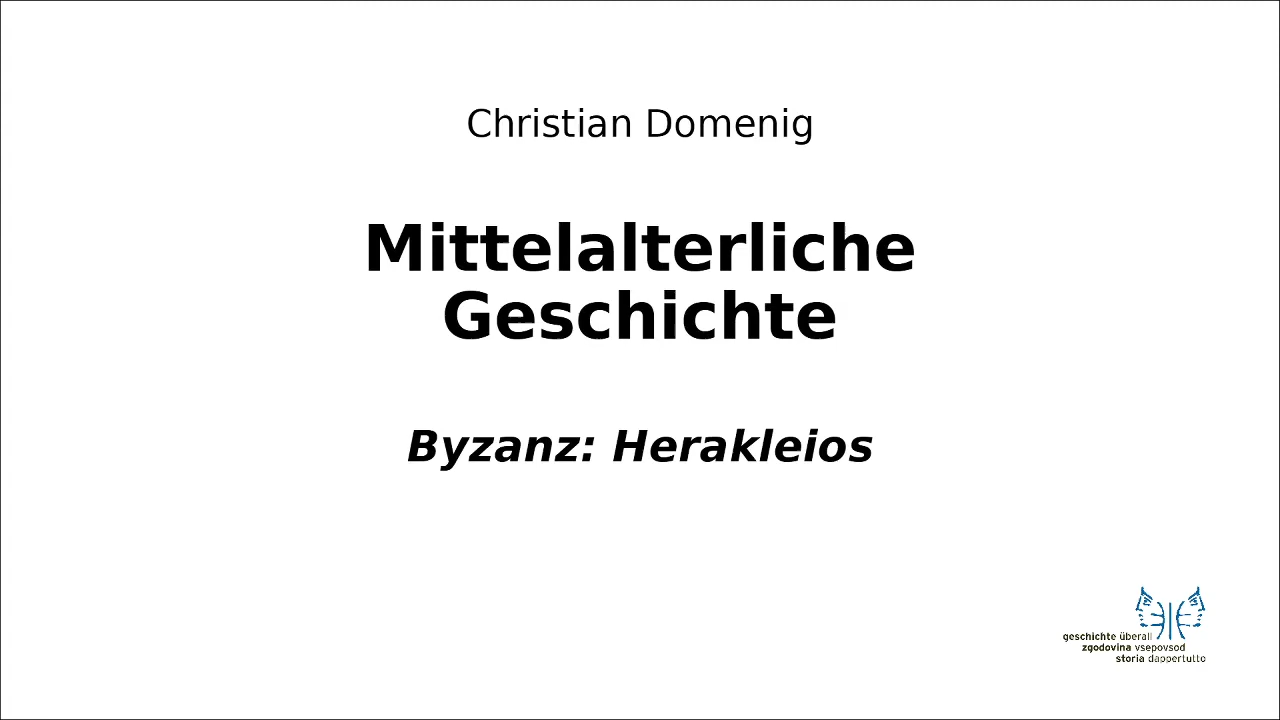 Christian Domenig
Mittelalterliche
Geschichte
Byzanz: Herakleios
geschichte überall
zgodovina vsepovsod
storia dappertutto